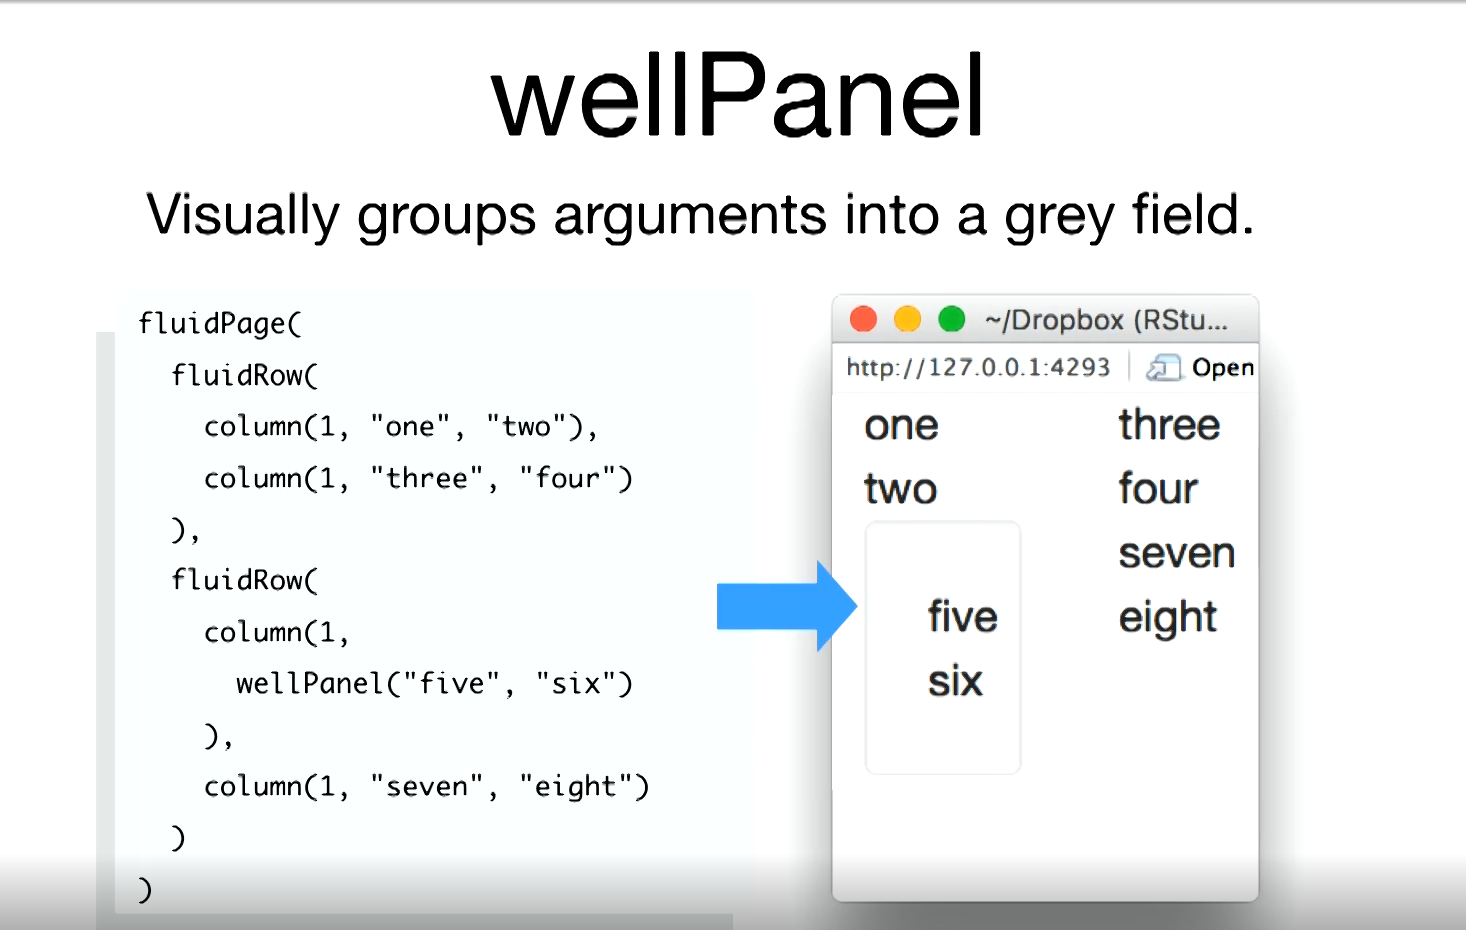 wellPanel
Visually groups arguments into a grey field.
fluidPage(
fluidRow(
column(1, "one", "two"),
column(1, "three", "four")
),
fluidRow(
column(1,
wellPanel("five", "six")
),
column(1, "seven", "eight")
)
)
~/Dropbox (RStu...
http://127.0.0.1:4293
Open
one three
two four
seven
five eight
six